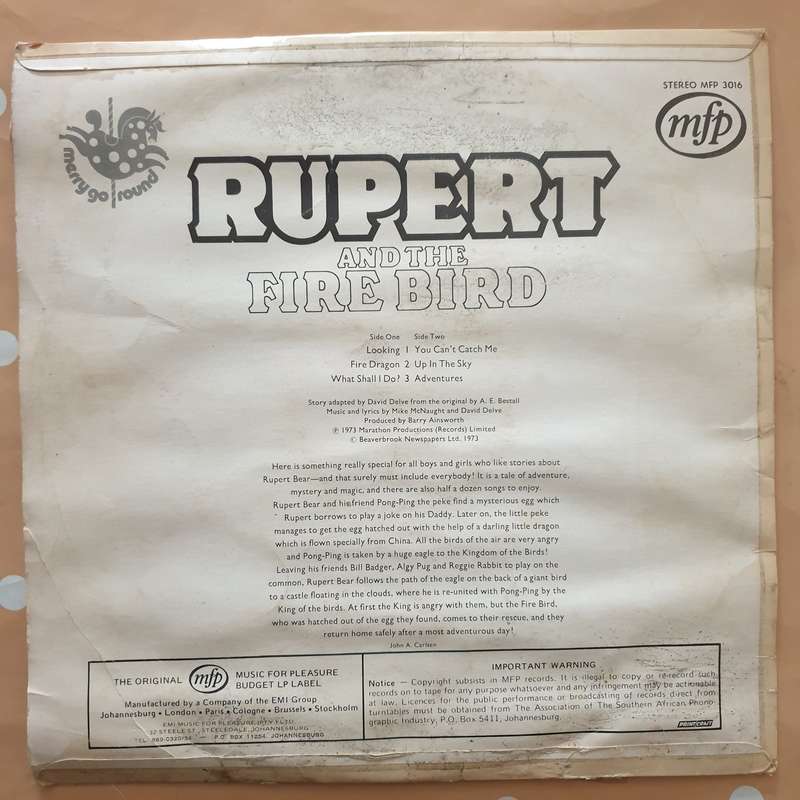 STEREO MFP 3016
mfp
merry go round
RUPERT
AND THE
FIRE BIRD
Side One Side Two
Looking 1 You Can't Catch Me
Fire Dragon 2 Up In The Sky
What Shall I Do? 3 Adventures
Story adapted by David Delve from the original by A. E. Bestall
Music and lyrics by Mike McNaught and David Delve
Produced by Barry Ainsworth
℗ 1973 Marathon Productions (Records) Limited
© Beaverbrook Newspapers Ltd. 1973
Here is something really special for all boys and girls who like stories about
Rupert Bear—and that surely must include everybody! It is a tale of adventure,
mystery and magic, and there are also half a dozen songs to enjoy.
Rupert Bear and his friend Pong-Ping the peke find a mysterious egg which
Rupert borrows to play a joke on his Daddy. Later on, the little peke
manages to get the egg hatched out with the help of a darling little dragon
which is flown specially from China. All the birds of the air are very angry
and Pong-Ping is taken by a huge eagle to the Kingdom of the Birds!
Leaving his friends Bill Badger, Algy Pug and Reggie Rabbit to play on the
common, Rupert Bear follows the path of the eagle on the back of a giant bird
to a castle floating in the clouds, where he is re-united with Pong-Ping by the
King of the birds. At first the King is angry with them, but the Fire Bird,
who was hatched out of the egg they found, comes to their rescue, and they
return home safely after a most adventurous day!
John A. Carlsen
THE ORIGINAL mfp MUSIC FOR PLEASURE
BUDGET LP LABEL
Manufactured by a Company of the EMI Group
Johannesburg • London • Paris • Cologne • Brussels • Stockholm
EMI MUSIC FOR PLEASURE (PTY) LTD
STEELEDALE, JOHANNESBURG
P.O. BOX 11254, JOHANNESBURG
IMPORTANT WARNING
Notice — Copyright subsists in MFP records. It is illegal to copy or re-record such
records on to tape for any purpose whatsoever and any infringement may be actionable
at law. Licences for the public performance or broadcasting of records direct from
turntables must be obtained from The Association of The Southern African Phono-
graphic Industry, P.O. Box 5411, Johannesburg.
PRINTCRAFT